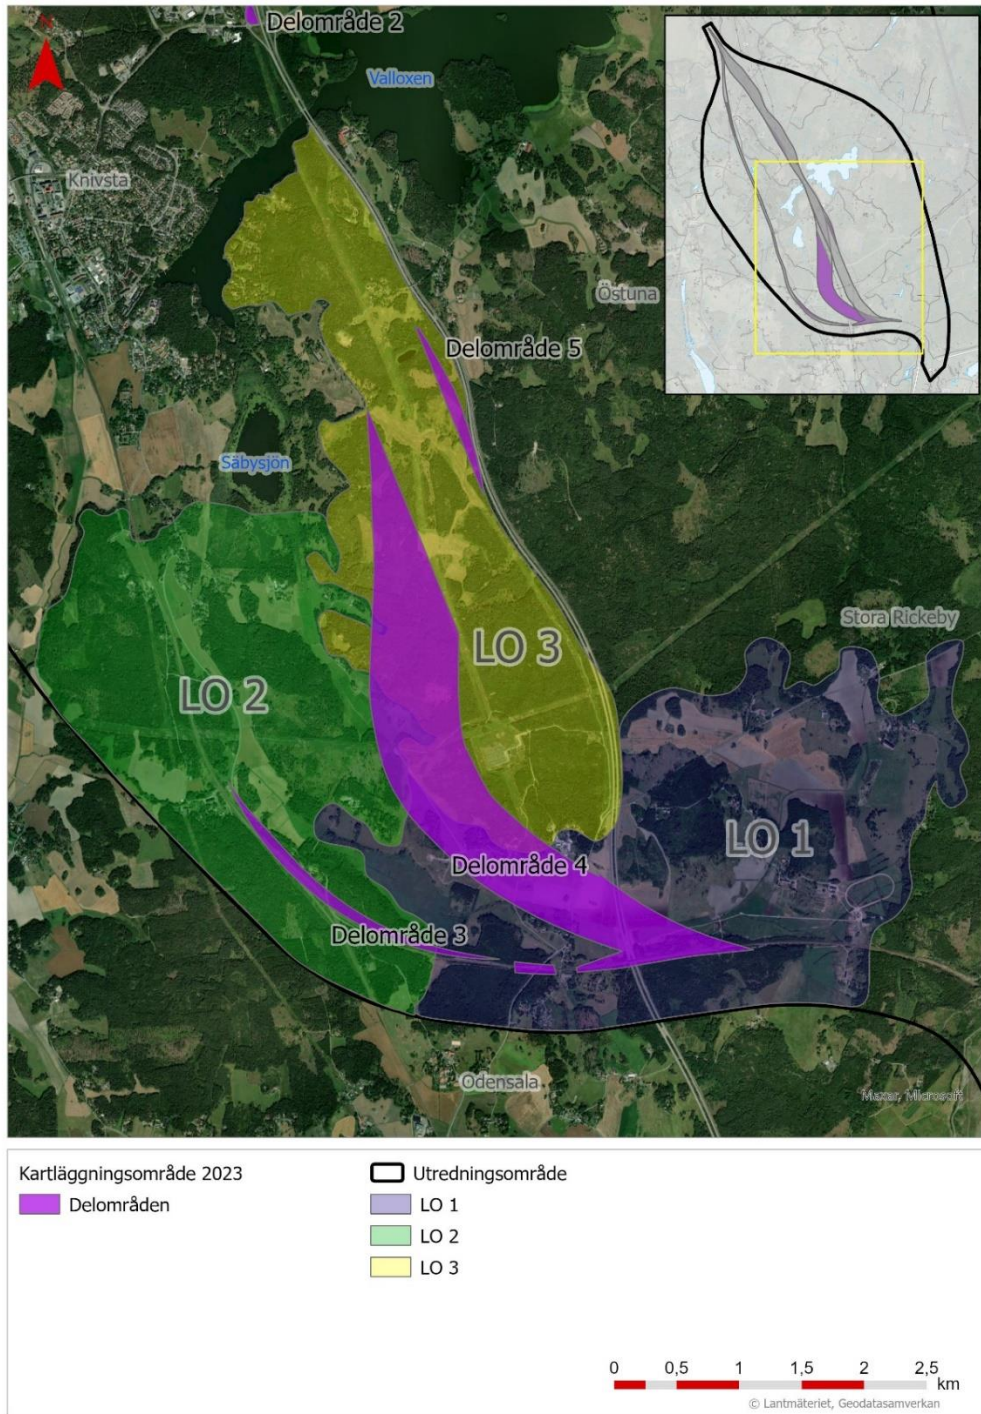 N
Delområde 2
Valloxen
Knivsta
Östuna
Delområde 5
Säbysjön
Stora Rickeby
LO 3
LO 2
LO 1
Delområde 4
Delområde 3
Odensala
Maxar, Microsoft
Kartläggningsområde 2023
Delområden
Utredningsområde
LO 1
LO 2
LO 3
0 0,5 1 1,5 2 2,5
km
© Lantmäteriet, Geodatasamverkan